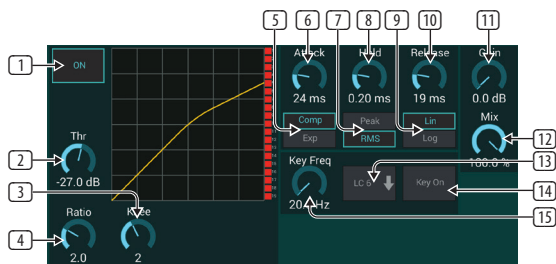 5 6 7 8 9 10 11
Attack Hold Release Gain
1 ON
24 ms 0.20 ms 19 ms 0.0 dB
Comp Peak Lin Mix
Exp RMS Log
12
Thr
100.0 %
2
-27.0 dB
13
Key Freq
LC 6 Key On
3
14
Ratio Knee
20.0 Hz
15
4
2.0 2